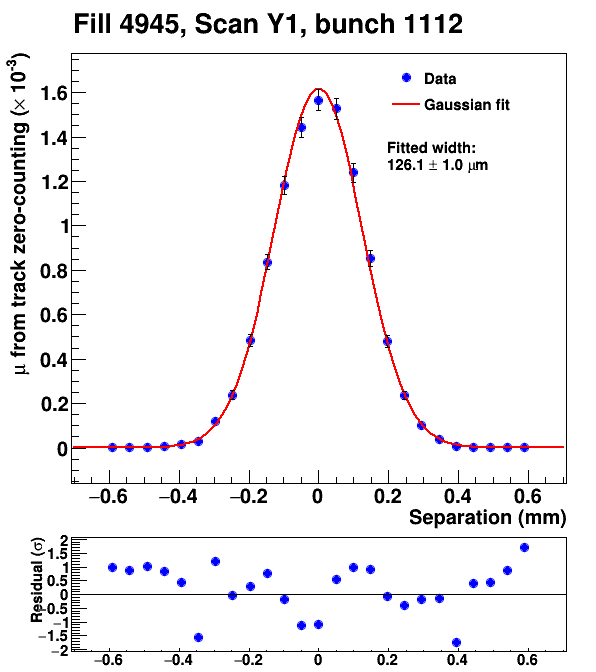 Fill 4945, Scan Y1, bunch 1112
μ from track zero-counting (× 10⁻³)
1.6
1.4
1.2
1
0.8
0.6
0.4
0.2
0
Data
Gaussian fit
Fitted width:
126.1 ± 1.0 μm
−0.6 −0.4 −0.2 0 0.2 0.4 0.6
Separation (mm)
Residual (σ)
2
1.5
1
0.5
0
−0.5
−1
−1.5
−2
−0.6 −0.4 −0.2 0 0.2 0.4 0.6